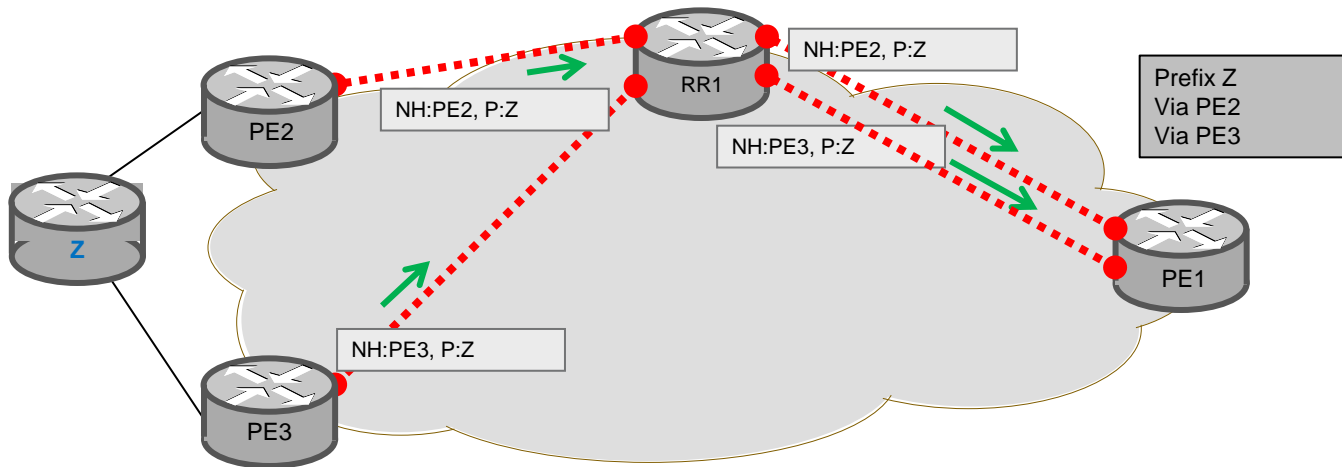 RR1
NH:PE2, P:Z
Prefix Z
Via PE2
Via PE3
PE2
NH:PE2, P:Z
NH:PE3, P:Z
Z
PE1
NH:PE3, P:Z
PE3